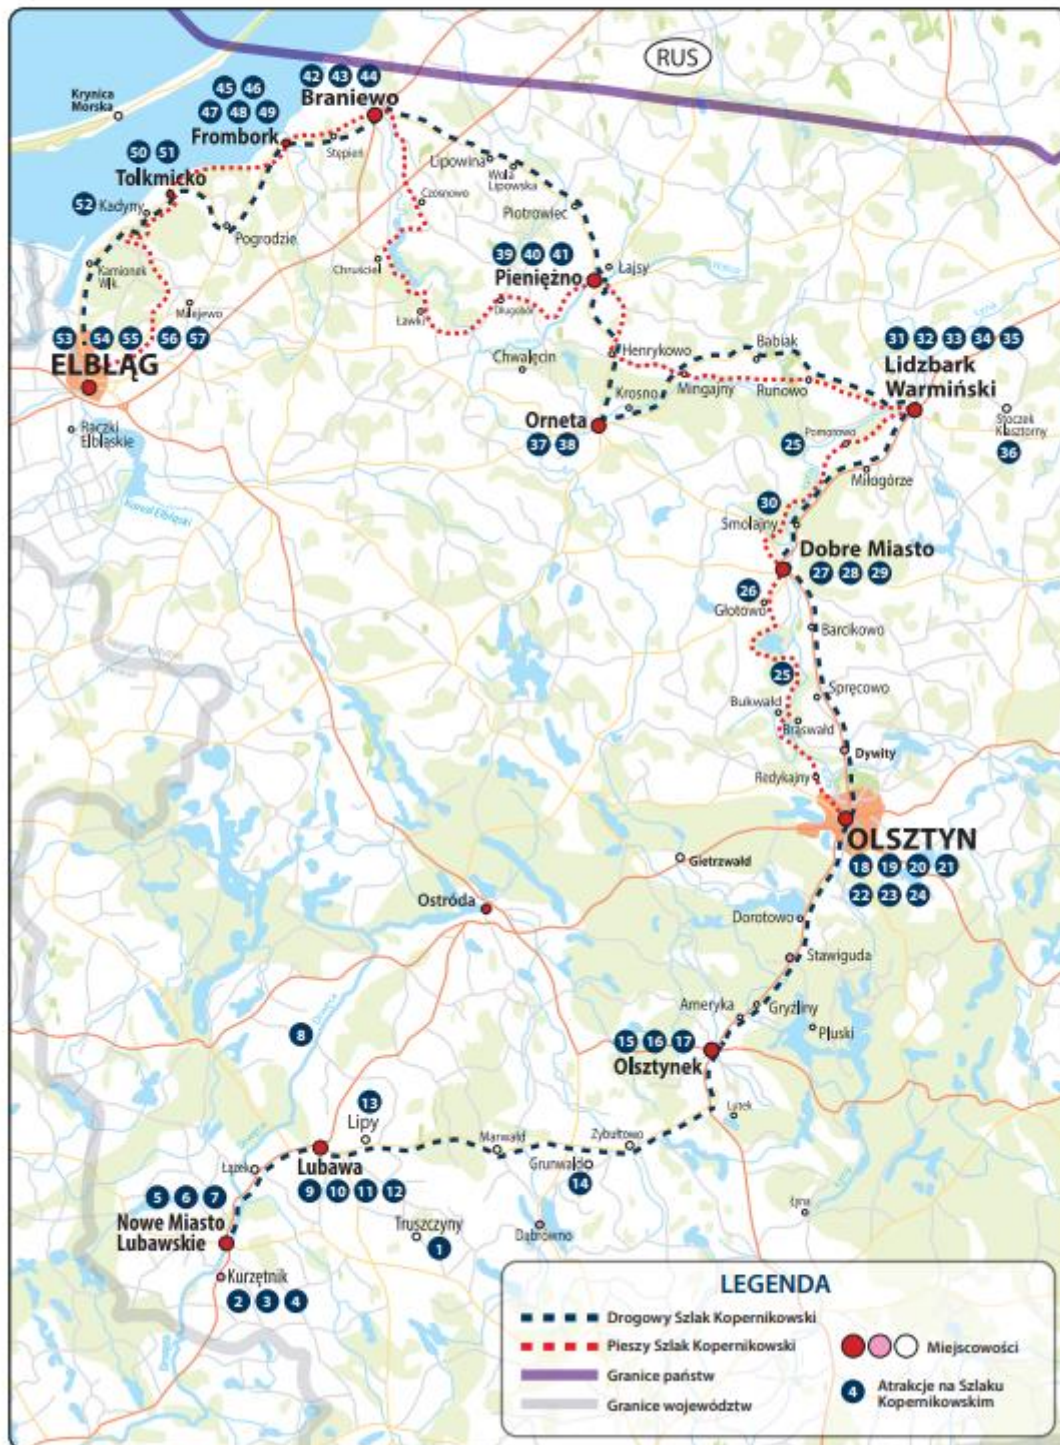 RUS
42 43 44
Braniewo
45 46
47 48 49
Frombork
Krynica
Morska
Stępień
50 51
Tolkmicko
52 Kadyny
Pogrodzie
Kamionek
Wlk.
Milejewo
53 54 55 56 57
ELBLĄG
Raczki
Elbląskie
Kanał Elbląski
Lipowina
Wola
Lipowska
Czosnowo
Piotrowiec
Chruściel
39 40 41
Pieniężno
Łajsy
Długobór
Ławki
Chwalęcin
Henrykowo
Babiak
Krosno
Mingajny
Runowo
31 32 33 34 35
Lidzbark
Warmiński
Orneta
37 38
Stoczek
Klasztorny
36
25
Pomorowo
Miłogórze
30
Smolajny
Dobre Miasto
27 28 29
26
Głotowo
Barcikowo
25
Spręcowo
Bukwałd
Brąswałd
Dywity
Redykajny
OLSZTYN
18 19 20 21
22 23 24
Gietrzwałd
Ostróda
Dorotowo
Stawiguda
Ameryka
Gryźliny
Pluski
8
15 16 17
Olsztynek
Lutek
13
Lipy
Marwałd
Zybułtowo
Grunwald
14
Łążek
Lubawa
9 10 11 12
5 6 7
Nowe Miasto
Lubawskie
Truszczyny
1
Dąbrówno
Łyna
Kurzętnik
2 3 4
LEGENDA
Drogowy Szlak Kopernikowski
Pieszy Szlak Kopernikowski
Granice państw
Granice województw
Miejscowości
4 Atrakcje na Szlaku
Kopernikowskim